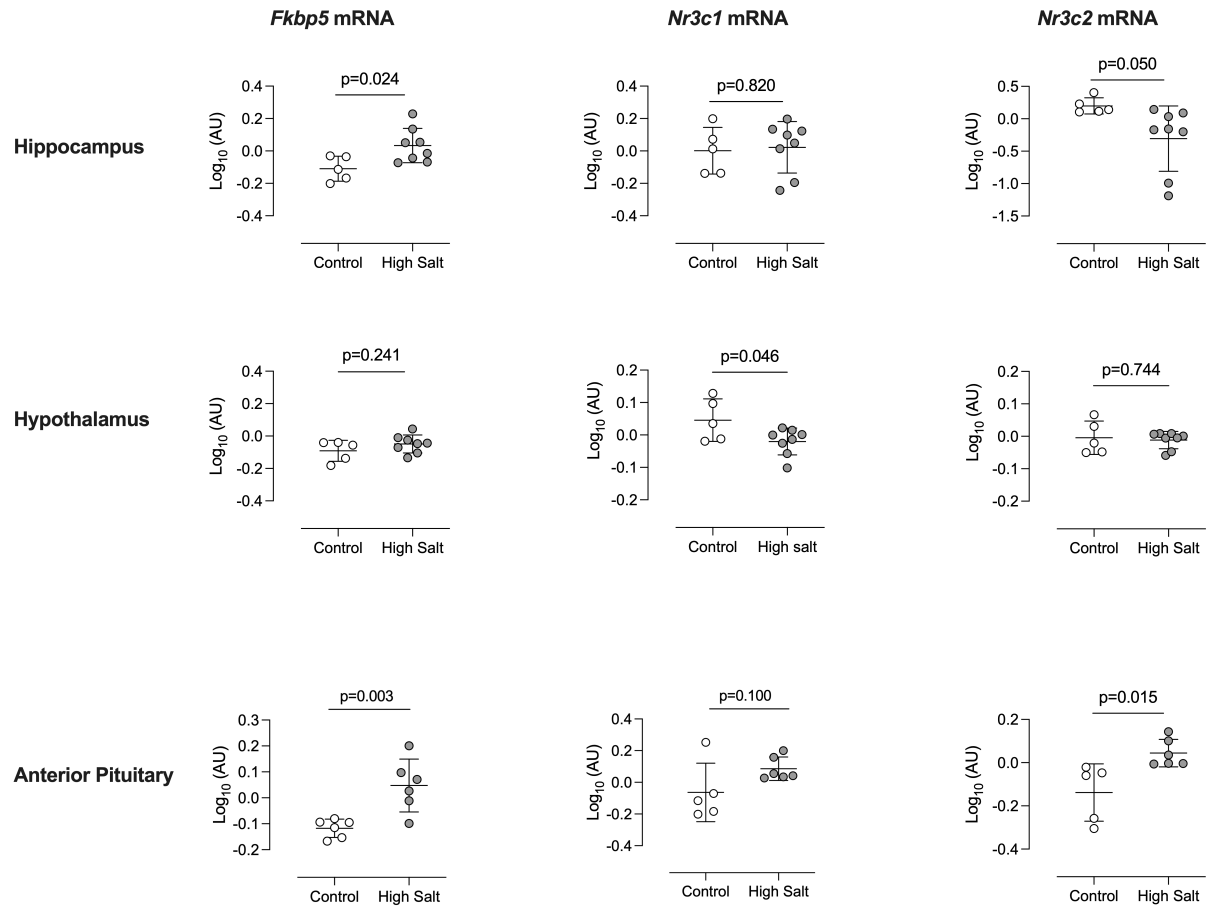 Fkbp5 mRNA Nr3c1 mRNA Nr3c2 mRNA
Hippocampus
p=0.024
Log10 (AU)
0.4
0.2
0.0
-0.2
-0.4
Control High Salt
p=0.820
Log10 (AU)
0.4
0.2
0.0
-0.2
-0.4
Control High Salt
p=0.050
Log10 (AU)
0.5
0.0
-0.5
-1.0
-1.5
Control High Salt
Hypothalamus
p=0.241
Log10 (AU)
0.4
0.2
0.0
-0.2
-0.4
Control High Salt
p=0.046
Log10 (AU)
0.2
0.1
0.0
-0.1
-0.2
Control High salt
p=0.744
Log10 (AU)
0.2
0.1
0.0
-0.1
-0.2
Control High Salt
Anterior Pituitary
p=0.003
Log10 (AU)
0.3
0.2
0.1
0.0
-0.1
-0.2
Control High Salt
p=0.100
Log10 (AU)
0.4
0.2
0.0
-0.2
-0.4
Control High Salt
p=0.015
Log10 (AU)
0.2
0.0
-0.2
-0.4
Control High Salt